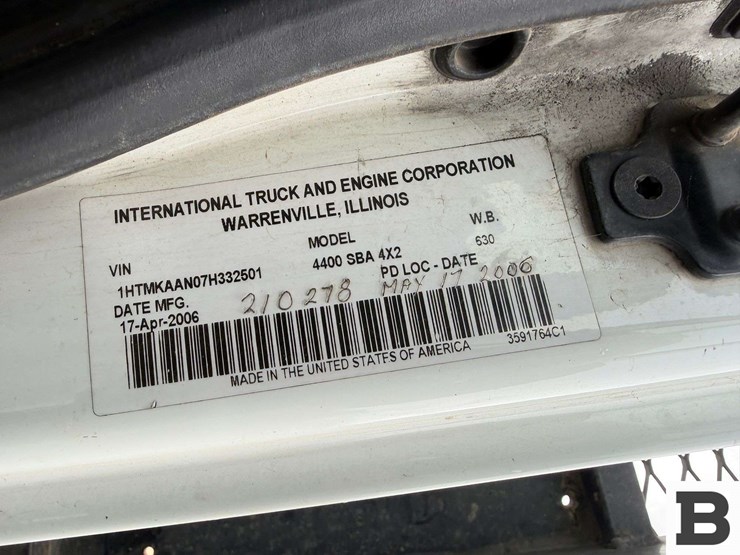 INTERNATIONAL TRUCK AND ENGINE CORPORATION
WARRENVILLE, ILLINOIS
VIN MODEL W.B.
1HTMKAAN07H332501 4400 SBA 4X2 630
DATE MFG. PD LOC - DATE
17-Apr-2006 210278 MAY 17 2006
MADE IN THE UNITED STATES OF AMERICA 3591764C1
B